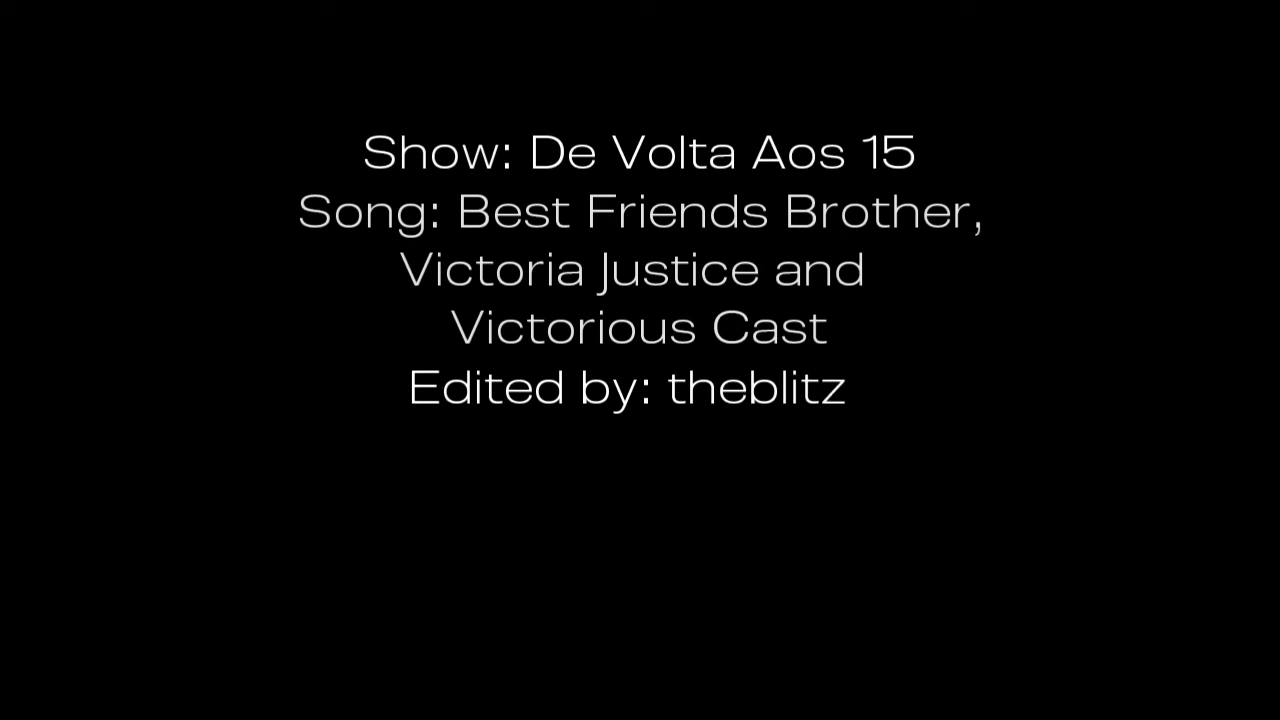 Show: De Volta Aos 15
Song: Best Friends Brother,
Victoria Justice and
Victorious Cast
Edited by: theblitz